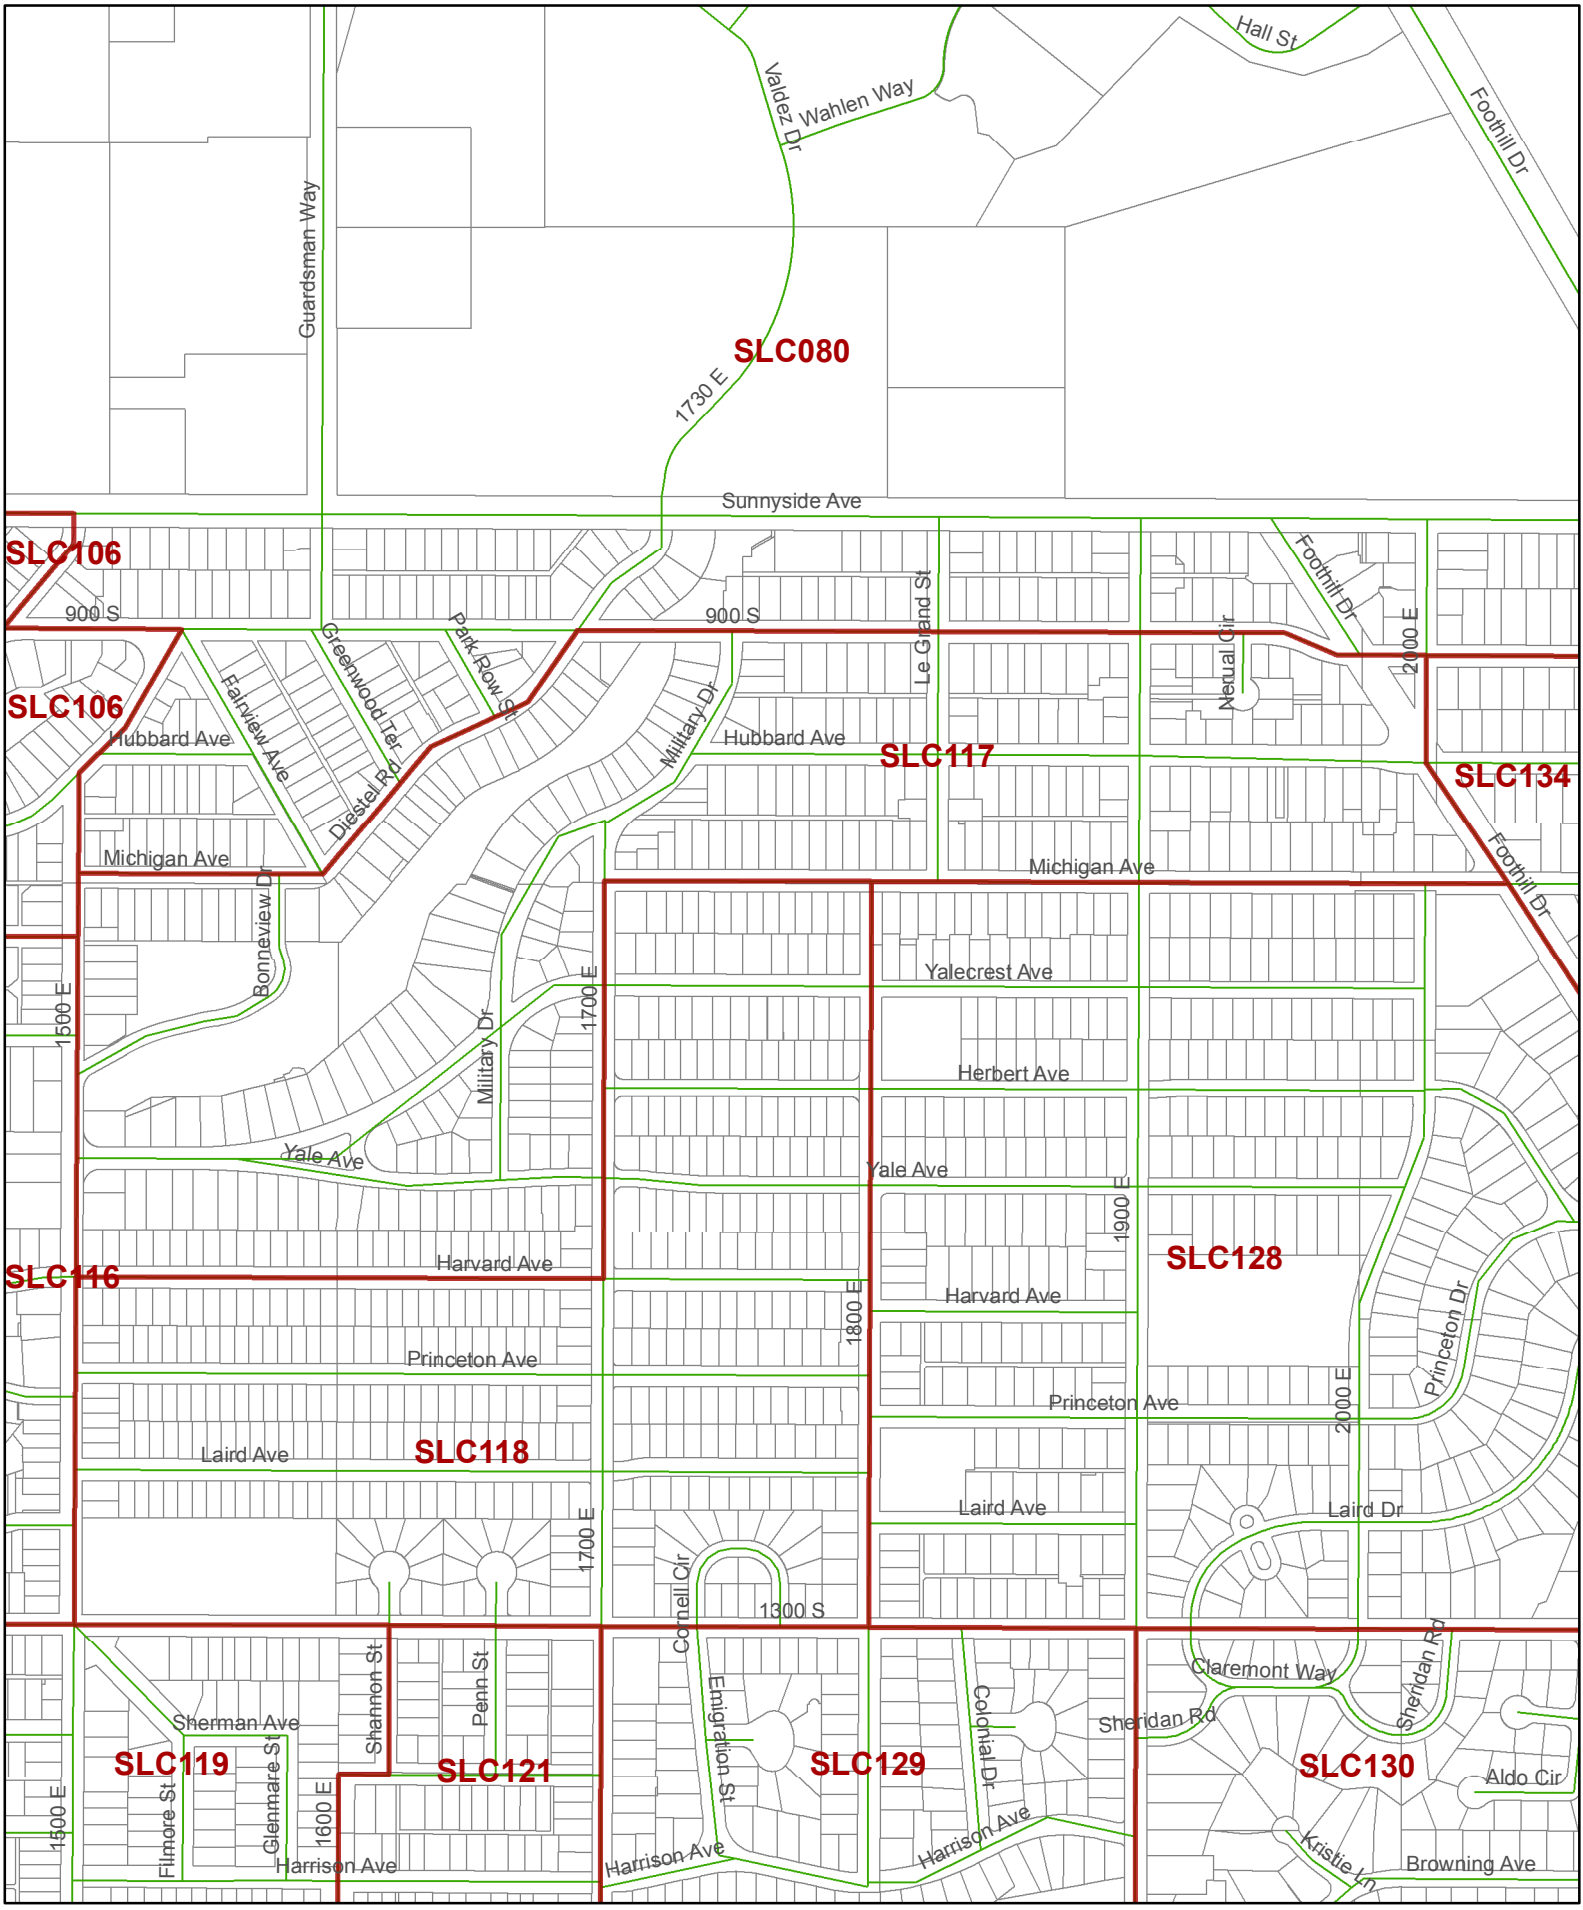 Hall St
Valdez Dr
Wahlen Way
Foothill Dr
Guardsman Way
SLC080
1730 E
Sunnyside Ave
SLC106
Foothill Dr
900 S
900 S
Le Grand St
2000 E
Park Row St
Greenwood Ter
Nerual Cir
SLC106
Fairview Ave
Military Dr
Hubbard Ave
Hubbard Ave
SLC117
SLC134
Diestel Rd
Michigan Ave
Michigan Ave
Foothill Dr
Bonneview Dr
Yalecrest Ave
1500 E
1700 E
Military Dr
Herbert Ave
Yale Ave
Yale Ave
1900 E
Harvard Ave
SLC128
SLC116
Harvard Ave
1800 E
Princeton Dr
Princeton Ave
Princeton Ave
2000 E
Laird Ave
SLC118
Laird Ave
Laird Dr
1700 E
Cornell Cir
1300 S
Shannon St
Penn St
Claremont Way
Sheridan Rd
Emigration St
Colonial Dr
Sheridan Rd
Sherman Ave
SLC119
SLC121
SLC129
SLC130
Aldo Cir
1500 E
Filmore St
Glenmare St
1600 E
Harrison Ave
Harrison Ave
Harrison Ave
Kristie Ln
Browning Ave